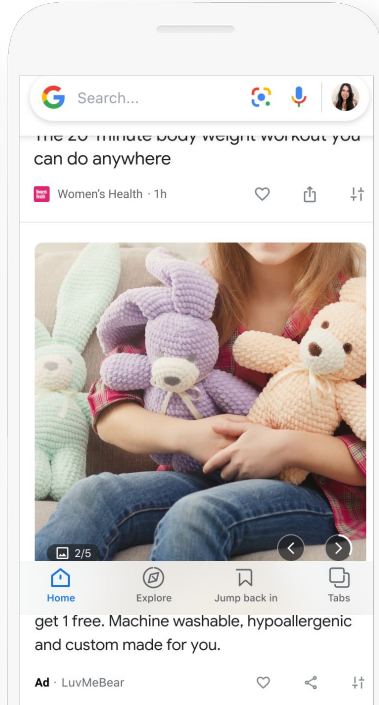 Search...
The 20-minute body weight workout you
can do anywhere
Women's Health · 1h
2/5
Home
Explore
Jump back in
Tabs
get 1 free. Machine washable, hypoallergenic
and custom made for you.
Ad · LuvMeBear